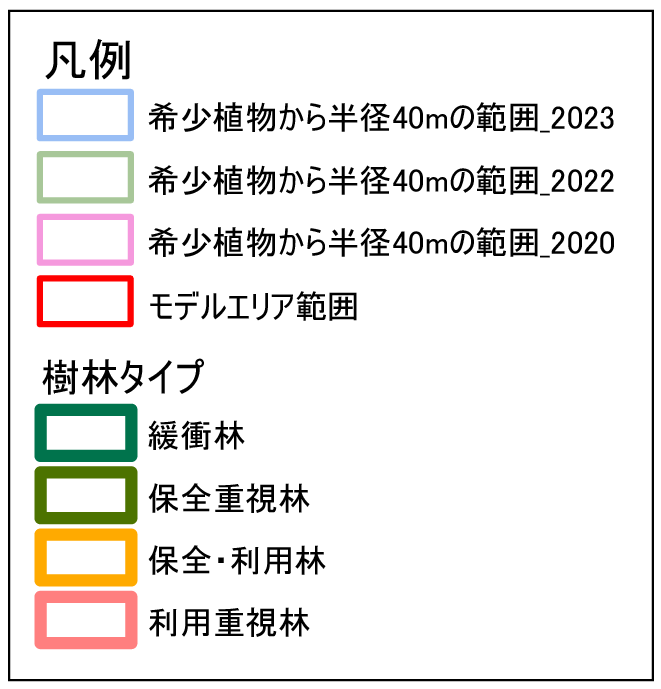 凡例
希少植物から半径40mの範囲_2023
希少植物から半径40mの範囲_2022
希少植物から半径40mの範囲_2020
モデルエリア範囲
樹林タイプ
緩衝林
保全重視林
保全・利用林
利用重視林